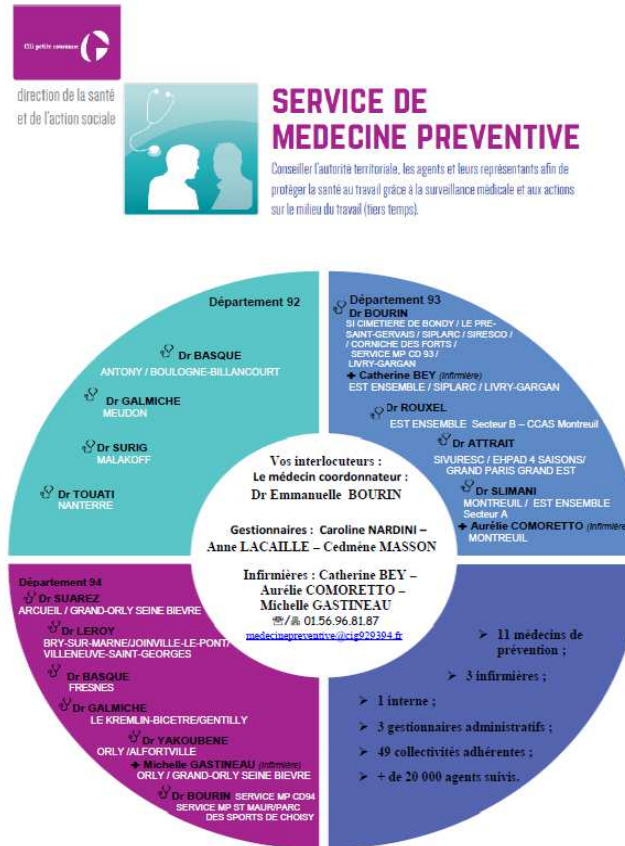 CIG petite couronne
direction de la santé
et de l'action sociale
SERVICE DE
MEDECINE PREVENTIVE
Conseiller l'autorité territoriale, les agents et leurs représentants afin de
protéger la santé au travail grâce à la surveillance médicale et aux actions
sur le milieu du travail (tiers temps).
Département 92
Dr BASQUE
ANTONY / BOULOGNE-BILLANCOURT
Dr GALMICHE
MEUDON
Dr SURIG
MALAKOFF
Dr TOUATI
NANTERRE
Département 93
Dr BOURIN
SI CIMETIERE DE BONDY / LE PRE-
SAINT-GERVAIS / SIPLARC / SIRESCO /
/ CORNICHE DES FORTS /
SERVICE MP CD 93 /
LIVRY-GARGAN
+ Catherine BEY (Infirmière)
EST ENSEMBLE / SIPLARC / LIVRY-GARGAN
Dr ROUXEL
EST ENSEMBLE Secteur B – CCAS Montreuil
Dr ATTRAIT
SIVURESC / EHPAD 4 SAISONS/
GRAND PARIS GRAND EST
Dr SLIMANI
MONTREUIL / EST ENSEMBLE
Secteur A
+ Aurélie COMORETTO (Infirmière)
MONTREUIL
Vos interlocuteurs :
Le médecin coordonnateur :
Dr Emmanuelle BOURIN
Gestionnaires : Caroline NARDINI –
Anne LACAILLE – Cedmène MASSON
Infirmières : Catherine BEY –
Aurélie COMORETTO –
Michelle GASTINEAU
☎/🖷 01.56.96.81.87
medecinepreventive@cig929394.fr
Département 94
Dr SUAREZ
ARCUEIL / GRAND-ORLY SEINE BIEVRE
Dr LEROY
BRY-SUR-MARNE/JOINVILLE-LE-PONT/
VILLENEUVE-SAINT-GEORGES
Dr BASQUE
FRESNES
Dr GALMICHE
LE KREMLIN-BICETRE/GENTILLY
Dr YAKOUBENE
ORLY /ALFORTVILLE
+ Michelle GASTINEAU (Infirmière)
ORLY / GRAND-ORLY SEINE BIEVRE
Dr BOURIN SERVICE MP CD94
SERVICE MP ST MAUR/PARC
DES SPORTS DE CHOISY
➢ 11 médecins de
prévention ;
➢ 3 infirmières ;
➢ 1 interne ;
➢ 3 gestionnaires administratifs ;
➢ 49 collectivités adhérentes ;
➢ + de 20 000 agents suivis.